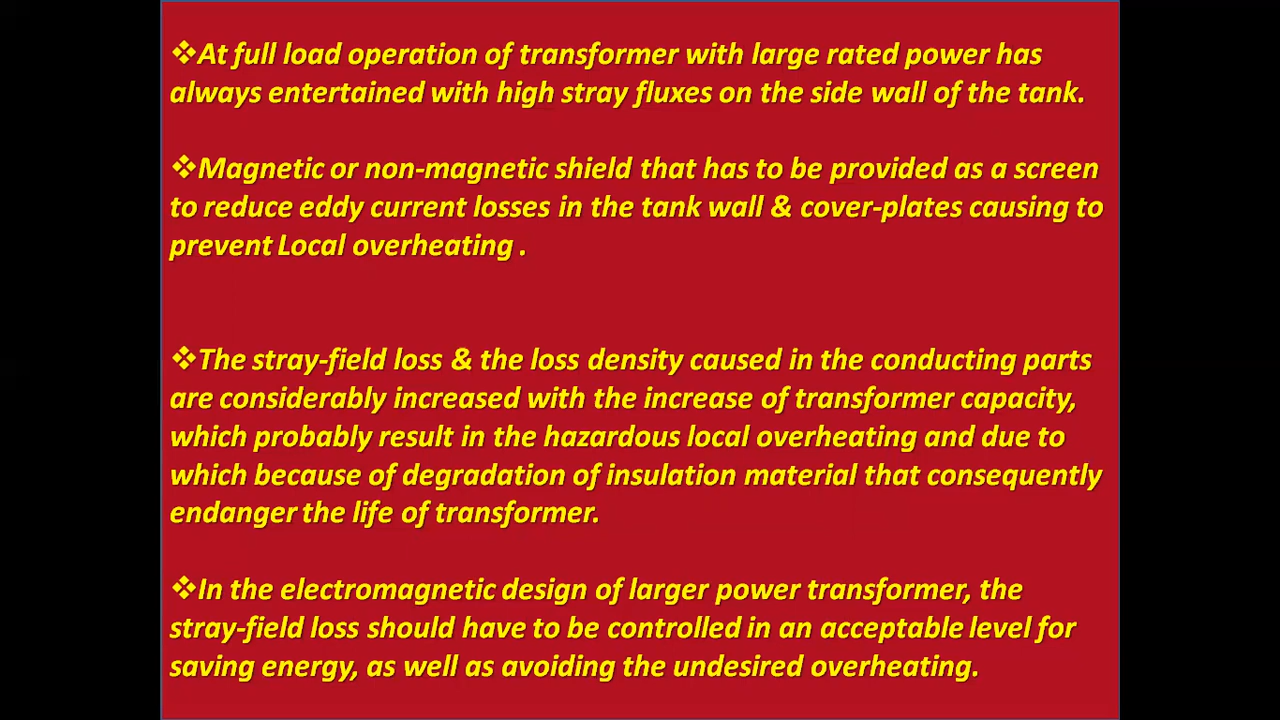 ❖At full load operation of transformer with large rated power has
always entertained with high stray fluxes on the side wall of the tank.
❖Magnetic or non-magnetic shield that has to be provided as a screen
to reduce eddy current losses in the tank wall & cover-plates causing to
prevent Local overheating .
❖The stray-field loss & the loss density caused in the conducting parts
are considerably increased with the increase of transformer capacity,
which probably result in the hazardous local overheating and due to
which because of degradation of insulation material that consequently
endanger the life of transformer.
❖In the electromagnetic design of larger power transformer, the
stray-field loss should have to be controlled in an acceptable level for
saving energy, as well as avoiding the undesired overheating.